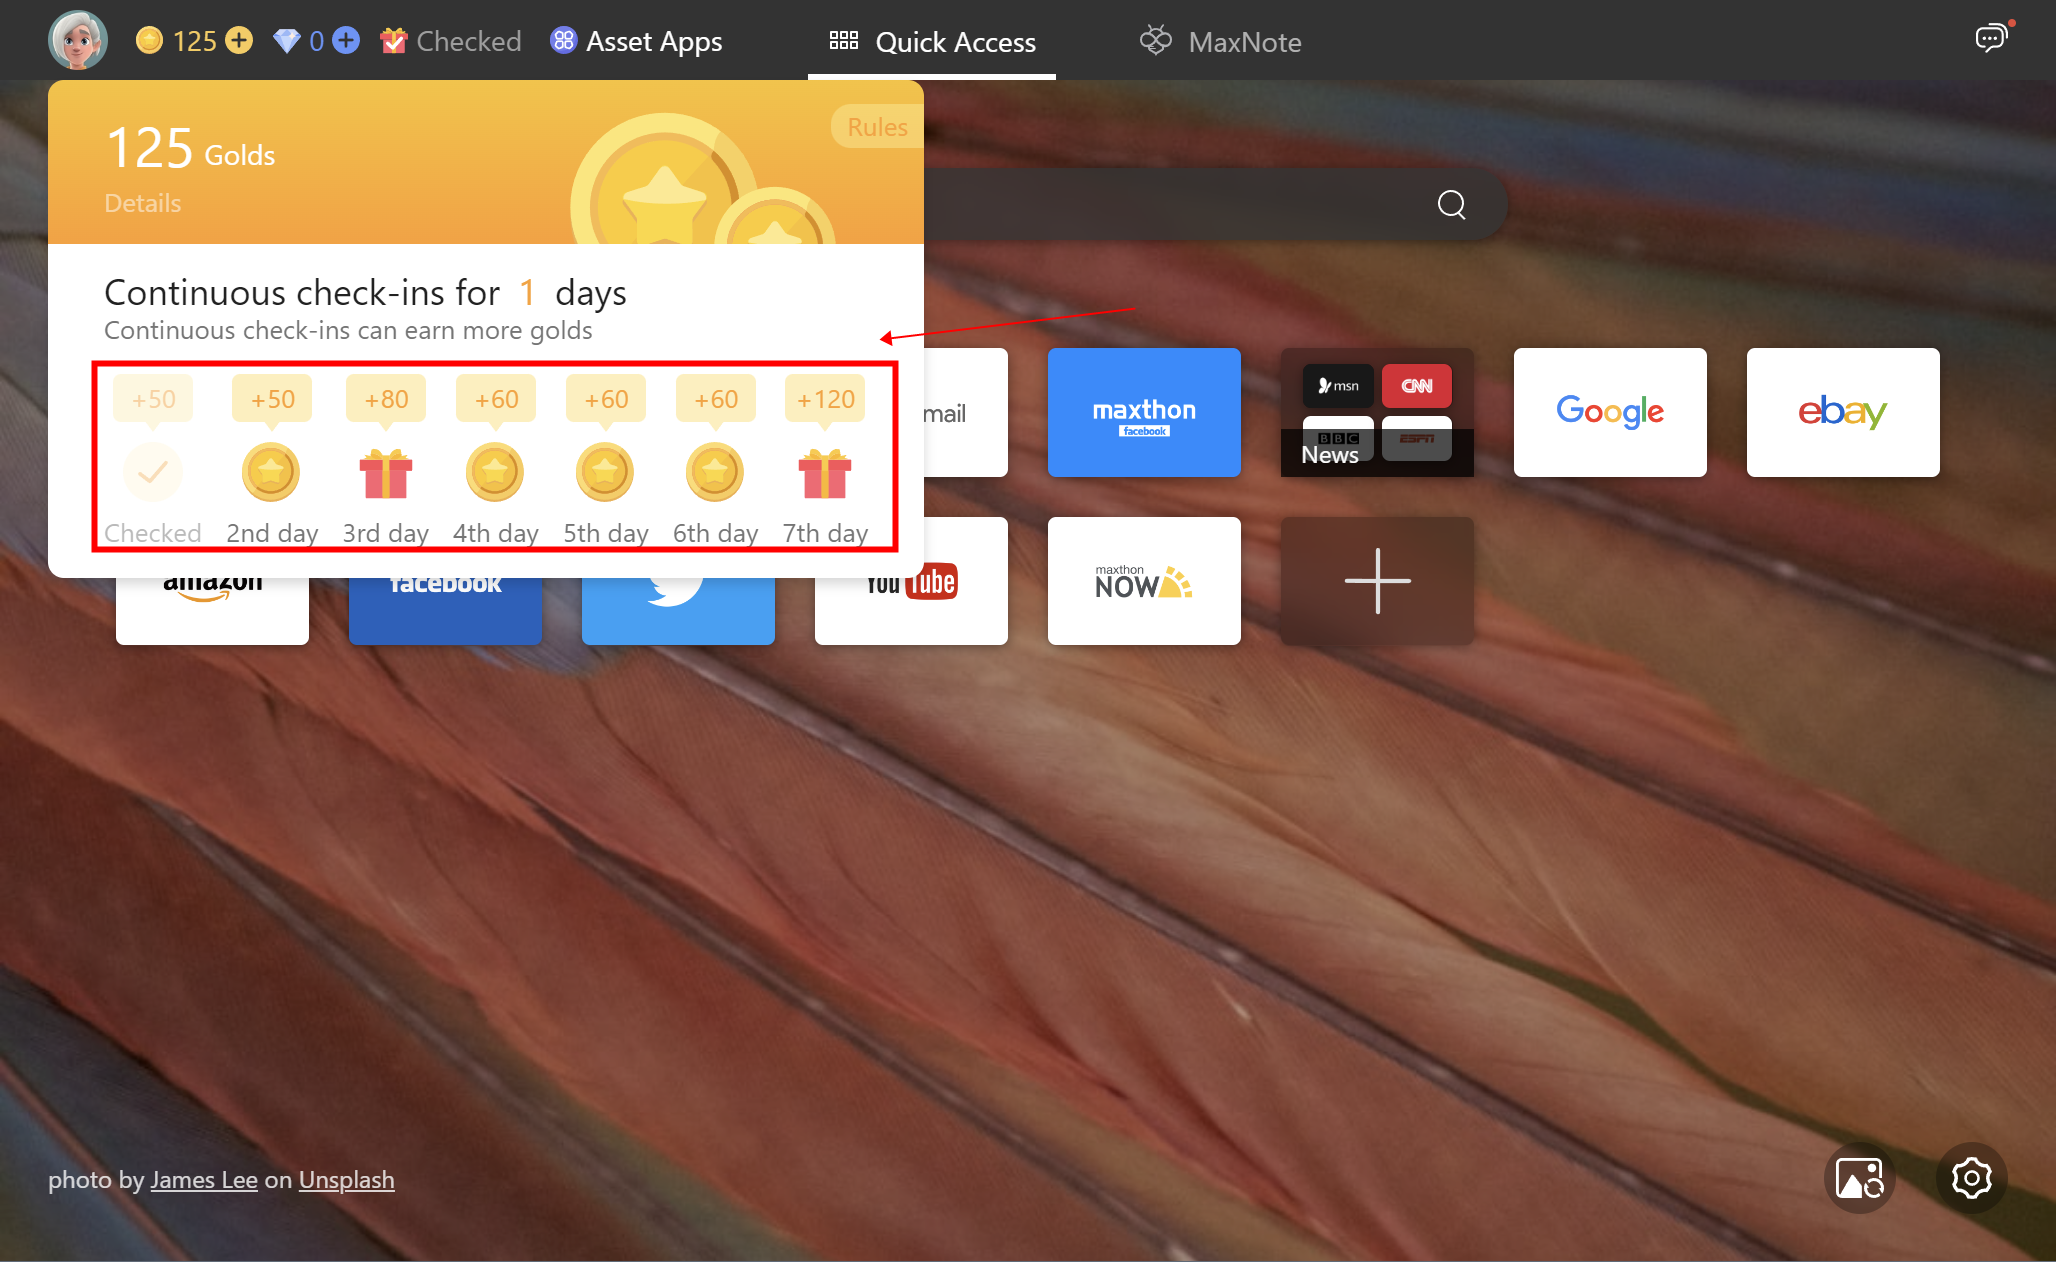 125 0 Checked Asset Apps Quick Access MaxNote
Rules
125 Golds
Details
Continuous check-ins for 1 days
Continuous check-ins can earn more golds
+50 +50 +80 +60 +60 +60 +120
Checked 2nd day 3rd day 4th day 5th day 6th day 7th day
mail
maxthon
facebook
msn CNN
BBC ESPN
News
Google
ebay
amazon
facebook
YouTube
maxthon
NOW
photo by James Lee on Unsplash